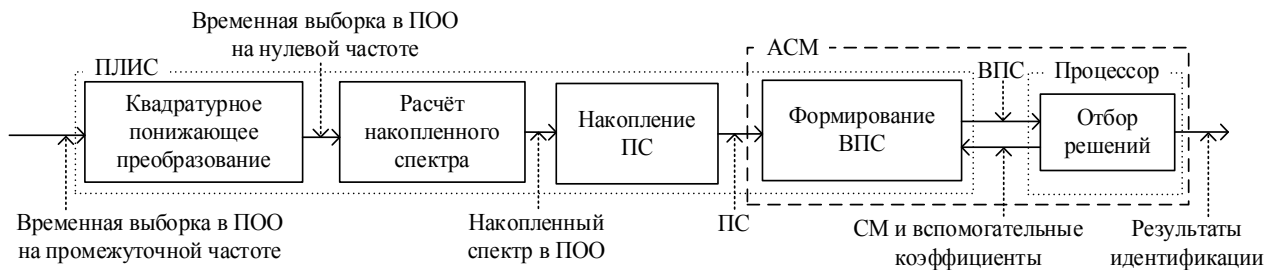 Временная выборка в ПОО
на нулевой частоте
АСМ
ПЛИС
ВПС
Процессор
Квадратурное
понижающее
преобразование
Расчёт
накопленного
спектра
Накопление
ПС
Формирование
ВПС
Отбор
решений
Временная выборка в ПОО
на промежуточной частоте
Накопленный
спектр в ПОО
ПС
СМ и вспомогательные
коэффициенты
Результаты
идентификации